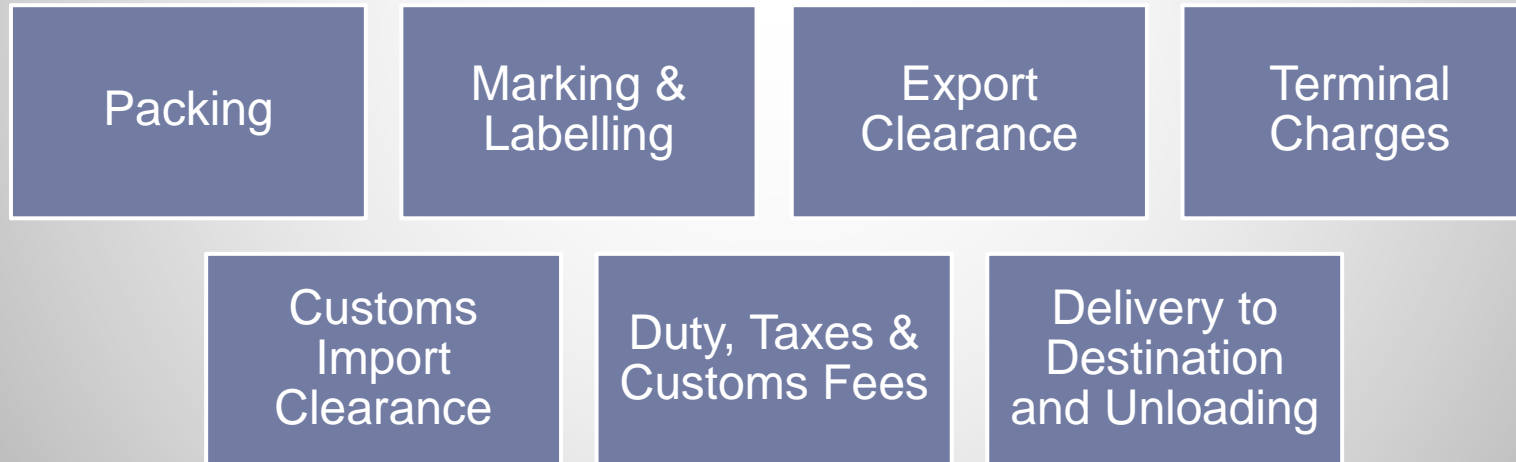 Packing
Marking &
Labelling
Export
Clearance
Terminal
Charges
Customs
Import
Clearance
Duty, Taxes &
Customs Fees
Delivery to
Destination
and Unloading